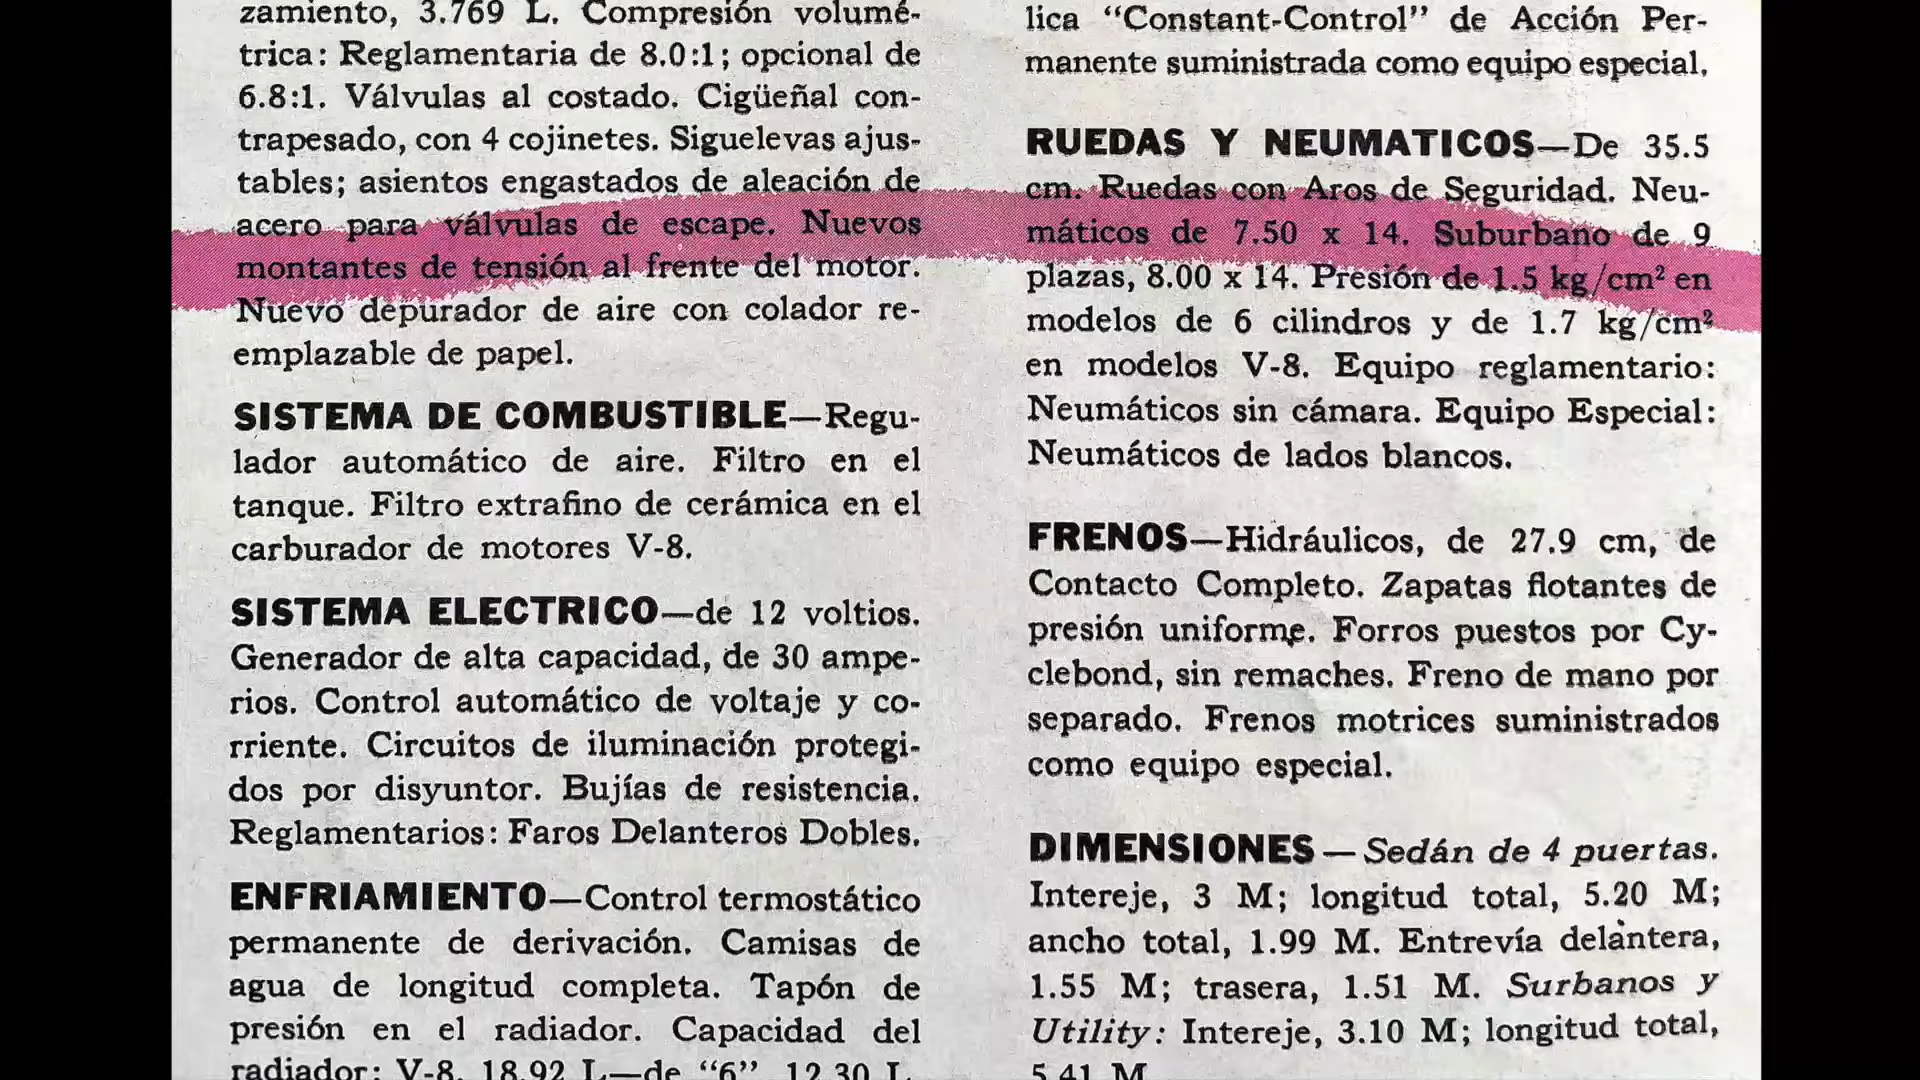 zamiento, 3.769 L. Compresión volumé-
trica: Reglamentaria de 8.0:1; opcional de
6.8:1. Válvulas al costado. Cigüeñal con-
trapesado, con 4 cojinetes. Siguelevas ajus-
tables; asientos engastados de aleación de
acero para válvulas de escape. Nuevos
montantes de tensión al frente del motor.
Nuevo depurador de aire con colador re-
emplazable de papel.
SISTEMA DE COMBUSTIBLE—Regu-
lador automático de aire. Filtro en el
tanque. Filtro extrafino de cerámica en el
carburador de motores V-8.
SISTEMA ELECTRICO—de 12 voltios.
Generador de alta capacidad, de 30 ampe-
rios. Control automático de voltaje y co-
rriente. Circuitos de iluminación protegi-
dos por disyuntor. Bujías de resistencia.
Reglamentarios: Faros Delanteros Dobles.
ENFRIAMIENTO—Control termostático
permanente de derivación. Camisas de
agua de longitud completa. Tapón de
presión en el radiador. Capacidad del
radiador: V-8, 18.92 L—de “6”, 12.30 L.
lica “Constant-Control” de Acción Per-
manente suministrada como equipo especial.
RUEDAS Y NEUMATICOS—De 35.5
cm. Ruedas con Aros de Seguridad. Neu-
máticos de 7.50 x 14. Suburbano de 9
plazas, 8.00 x 14. Presión de 1.5 kg/cm² en
modelos de 6 cilindros y de 1.7 kg/cm²
en modelos V-8. Equipo reglamentario:
Neumáticos sin cámara. Equipo Especial:
Neumáticos de lados blancos.
FRENOS—Hidráulicos, de 27.9 cm, de
Contacto Completo. Zapatas flotantes de
presión uniforme. Forros puestos por Cy-
clebond, sin remaches. Freno de mano por
separado. Frenos motrices suministrados
como equipo especial.
DIMENSIONES—Sedán de 4 puertas.
Intereje, 3 M; longitud total, 5.20 M;
ancho total, 1.99 M. Entrevía delantera,
1.55 M; trasera, 1.51 M. Surbanos y
Utility: Intereje, 3.10 M; longitud total,
5.41 M